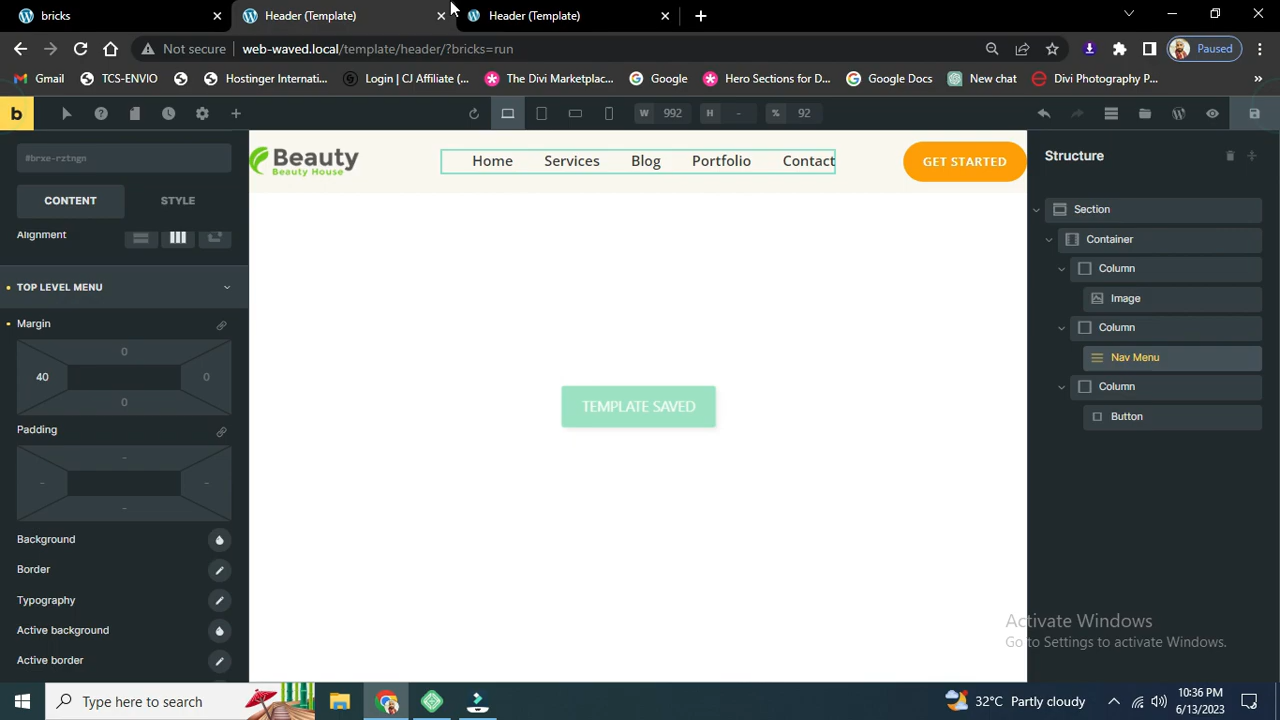 bricks
Header (Template)
Header (Template)
Not secure
web-waved.local/template/header/?bricks=run
Paused
Gmail
TCS-ENVIO
Hostinger Internati...
Login | CJ Affiliate (...
The Divi Marketplac...
Google
Hero Sections for D...
Google Docs
New chat
Divi Photography P...
b
W 992 H - % 92
#brxe-rztngn
CONTENT
STYLE
Alignment
TOP LEVEL MENU
Margin
0
40
0
0
Padding
-
-
-
-
Background
Border
Typography
Active background
Active border
Beauty
Beauty House
Home
Services
Blog
Portfolio
Contact
GET STARTED
TEMPLATE SAVED
Structure
Section
Container
Column
Image
Column
Nav Menu
Column
Button
Activate Windows
Go to Settings to activate Windows.
Type here to search
32°C Partly cloudy
10:36 PM
6/13/2023